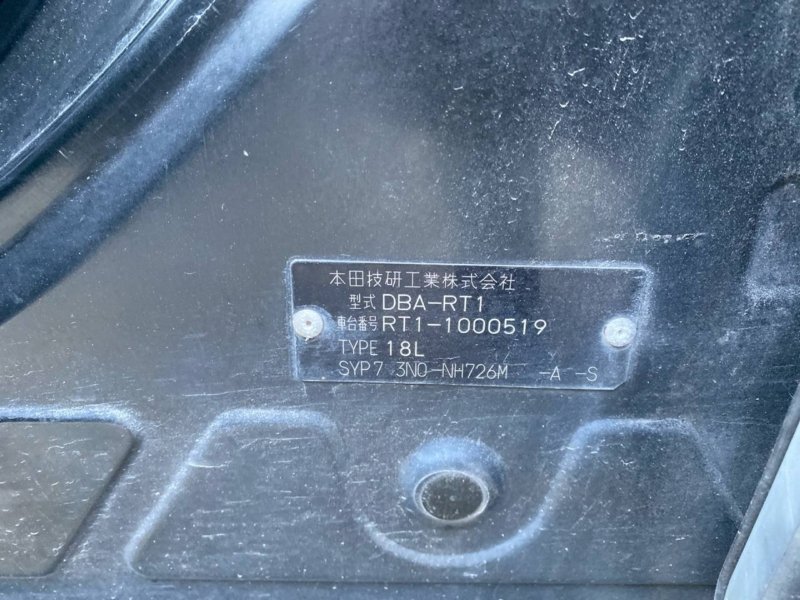 本田技研工業株式会社
型式 DBA-RT1
車台番号 RT1-1000519
TYPE 18L
SYP7 3N0-NH726M -A -S